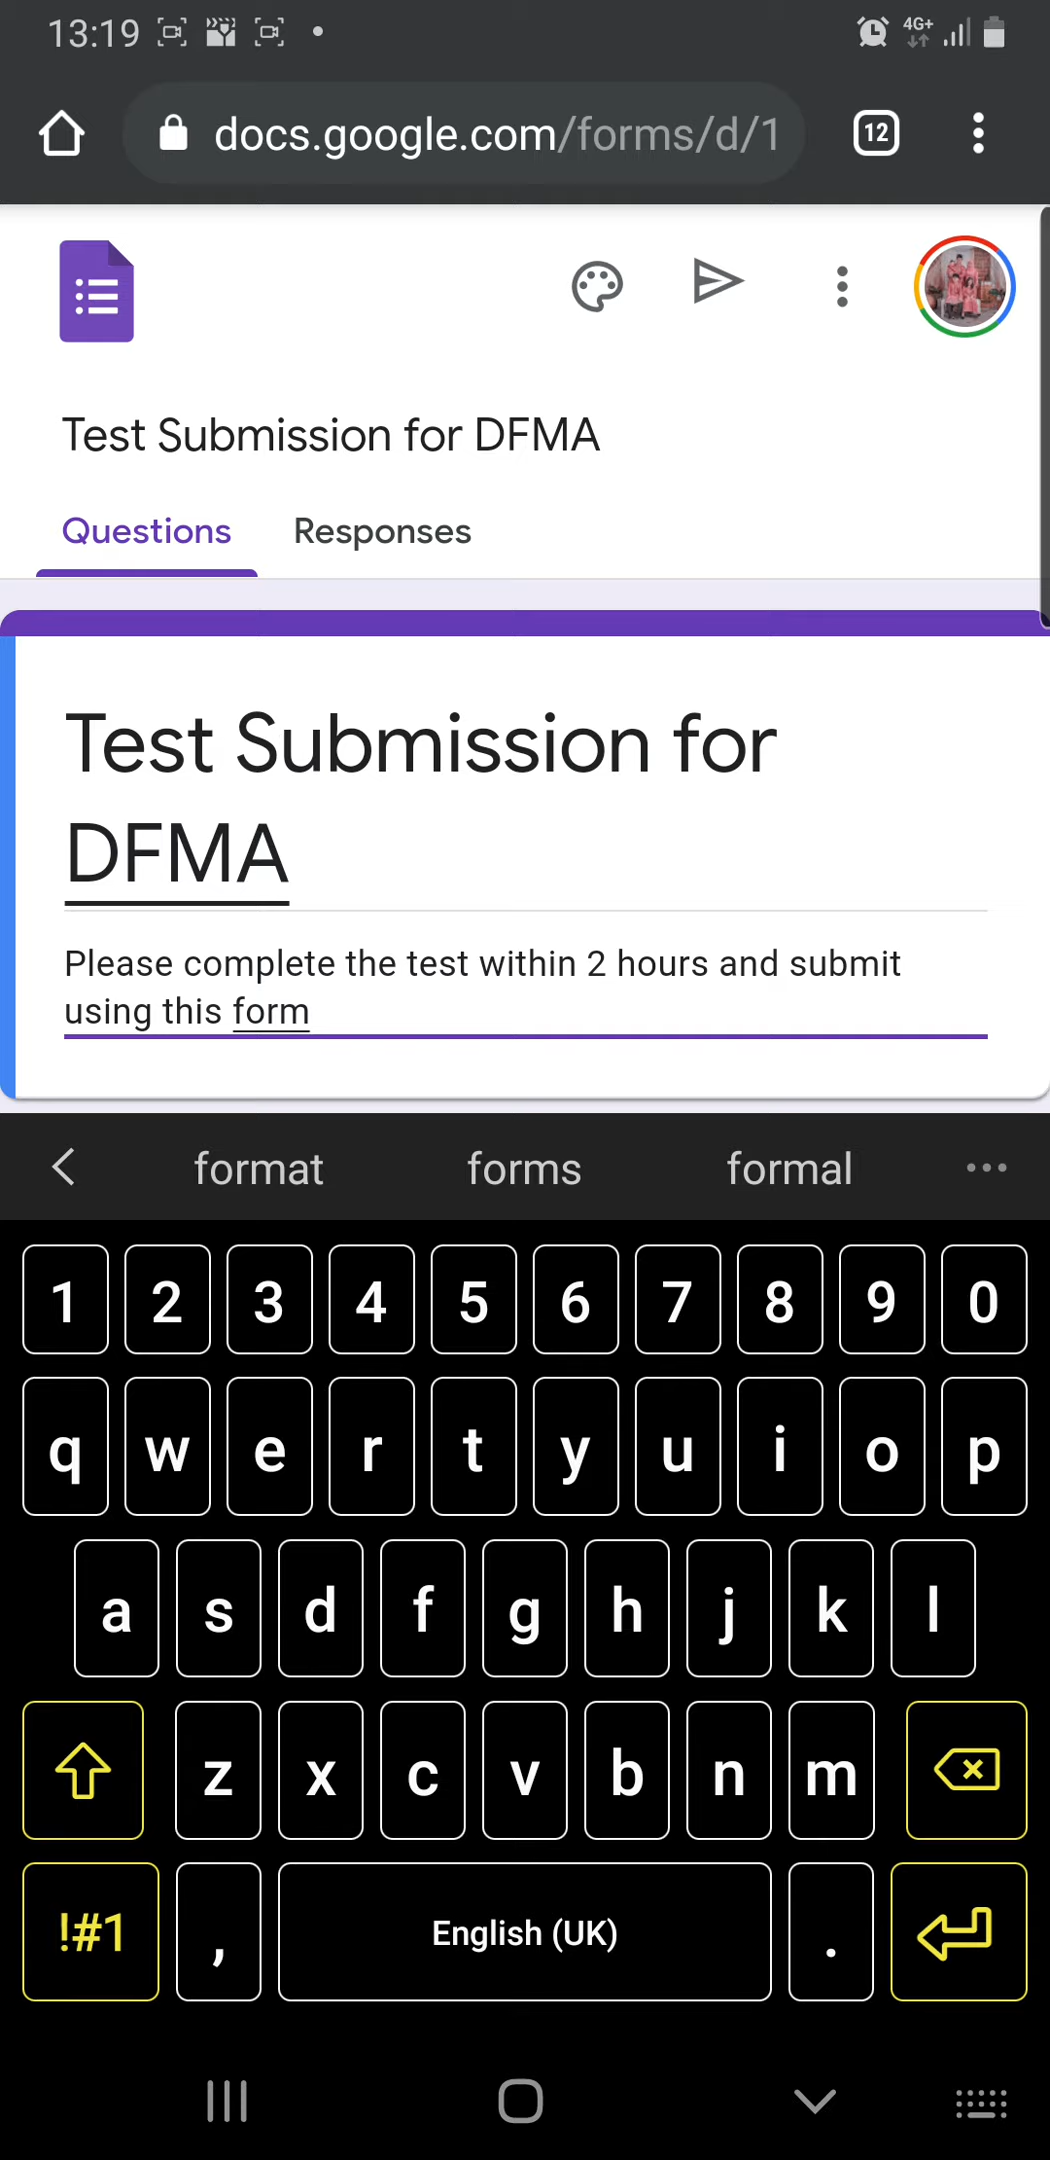 13:19 4G+
docs.google.com/forms/d/1 12
Test Submission for DFMA
Questions Responses
Test Submission for
DFMA
Please complete the test within 2 hours and submit
using this form
format forms formal
1 2 3 4 5 6 7 8 9 0
q w e r t y u i o p
a s d f g h j k l
z x c v b n m
!#1 , English (UK) .